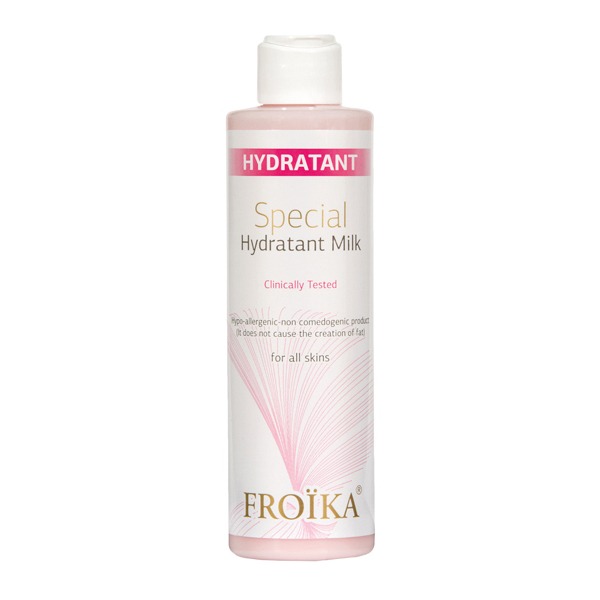 HYDRATANT
Special
Hydratant Milk
Clinically Tested
Hypo-allergenic-non comedogenic product
(It does not cause the creation of fat)
for all skins
FROÏKA®